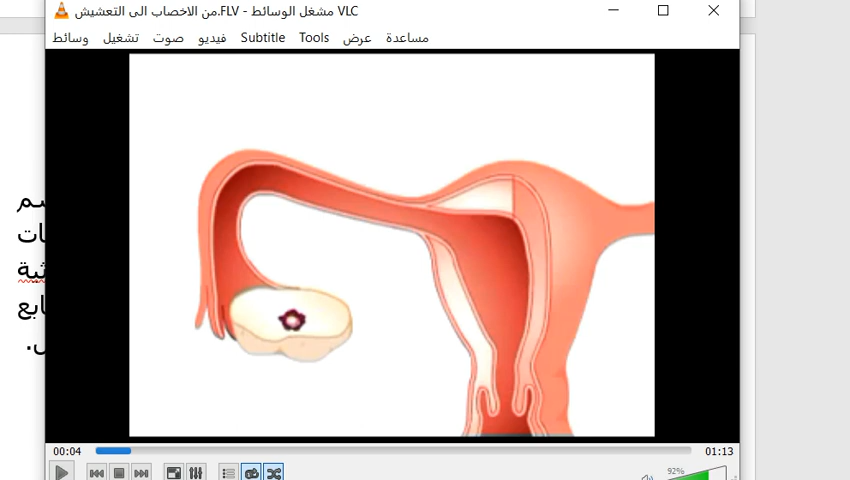 من الاخصاب الى التعشيش.FLV - مشغل الوسائط VLC
وسائط تشغيل صوت فيديو Subtitle Tools عرض مساعدة
00:04 01:13
92%